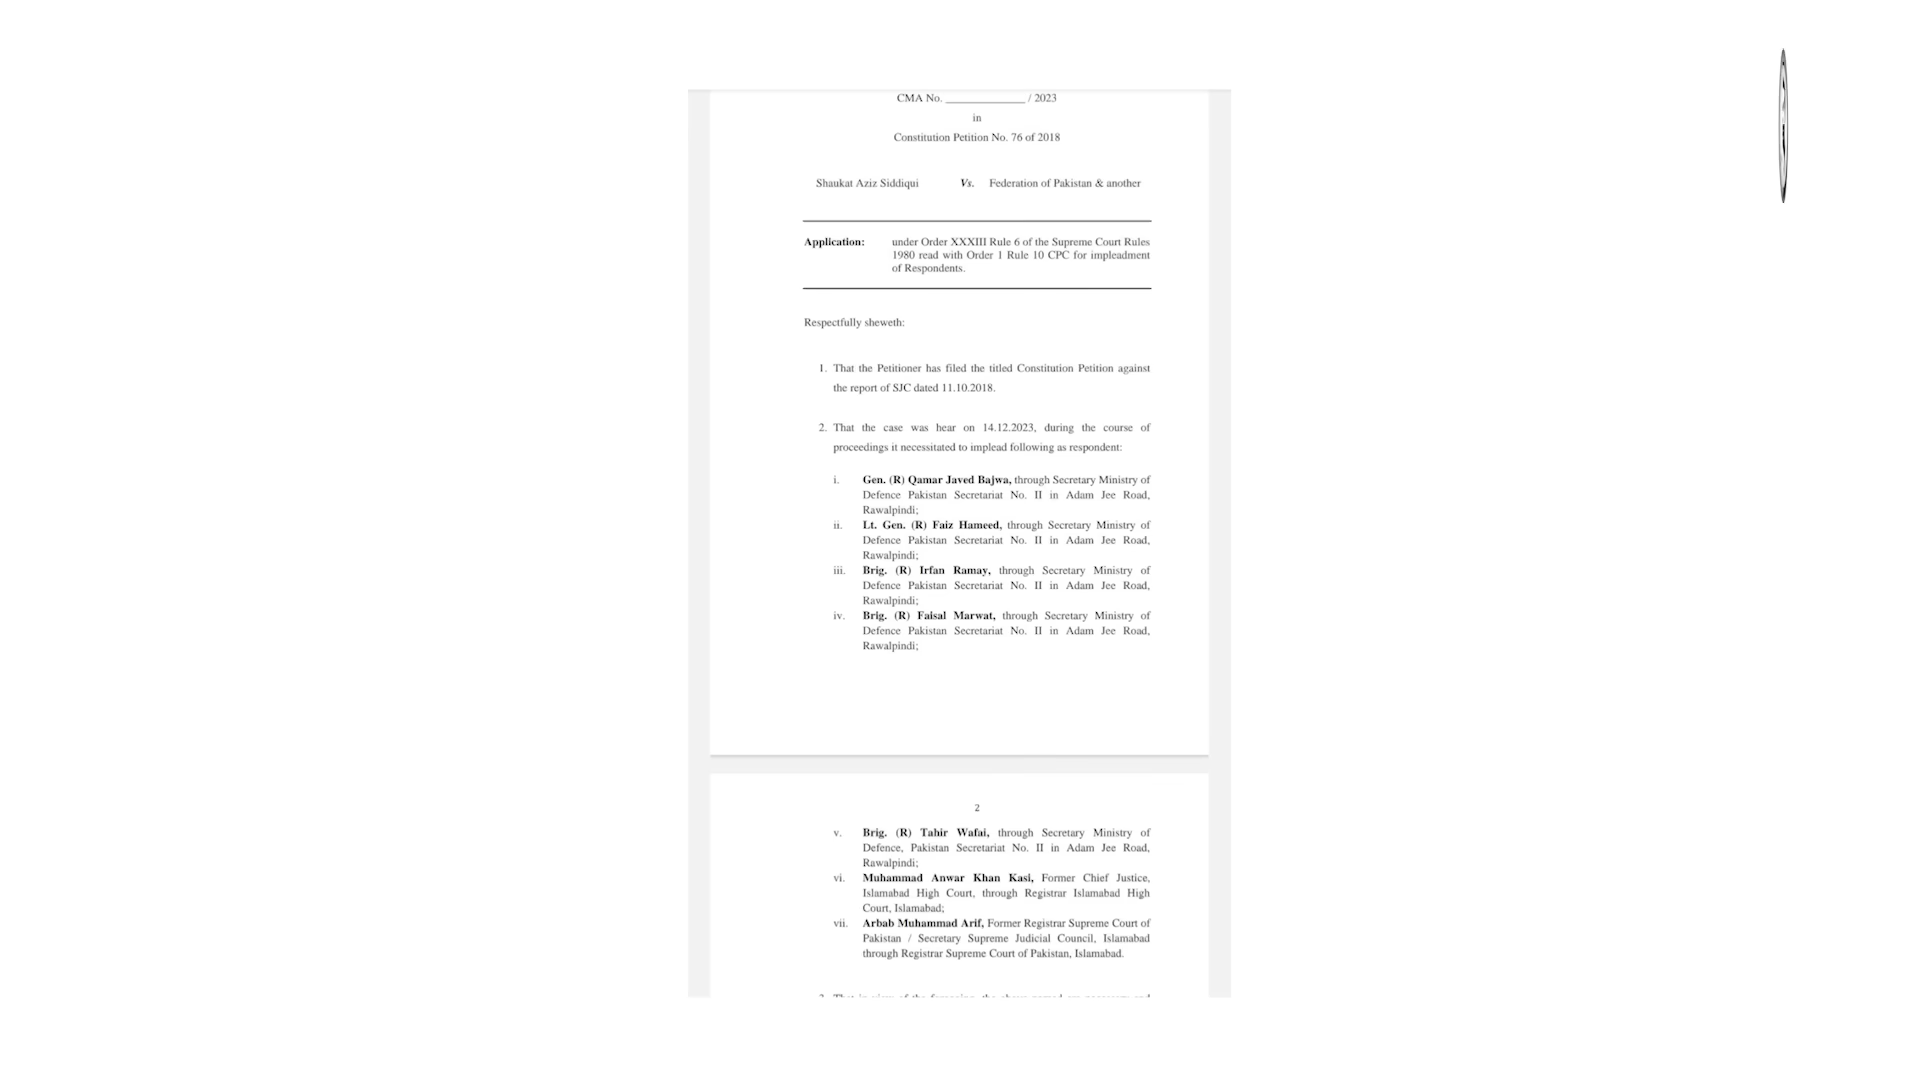 CMA No. ______________ / 2023
in
Constitution Petition No. 76 of 2018
Shaukat Aziz Siddiqui Vs. Federation of Pakistan & another
Application: under Order XXXIII Rule 6 of the Supreme Court Rules
1980 read with Order 1 Rule 10 CPC for impleadment
of Respondents.
Respectfully sheweth:
1. That the Petitioner has filed the titled Constitution Petition against
the report of SJC dated 11.10.2018.
2. That the case was hear on 14.12.2023, during the course of
proceedings it necessitated to implead following as respondent:
i. Gen. (R) Qamar Javed Bajwa, through Secretary Ministry of
Defence Pakistan Secretariat No. II in Adam Jee Road,
Rawalpindi;
ii. Lt. Gen. (R) Faiz Hameed, through Secretary Ministry of
Defence Pakistan Secretariat No. II in Adam Jee Road,
Rawalpindi;
iii. Brig. (R) Irfan Ramay, through Secretary Ministry of
Defence Pakistan Secretariat No. II in Adam Jee Road,
Rawalpindi;
iv. Brig. (R) Faisal Marwat, through Secretary Ministry of
Defence Pakistan Secretariat No. II in Adam Jee Road,
Rawalpindi;
2
v. Brig. (R) Tahir Wafai, through Secretary Ministry of
Defence, Pakistan Secretariat No. II in Adam Jee Road,
Rawalpindi;
vi. Muhammad Anwar Khan Kasi, Former Chief Justice,
Islamabad High Court, through Registrar Islamabad High
Court, Islamabad;
vii. Arbab Muhammad Arif, Former Registrar Supreme Court of
Pakistan / Secretary Supreme Judicial Council, Islamabad
through Registrar Supreme Court of Pakistan, Islamabad.